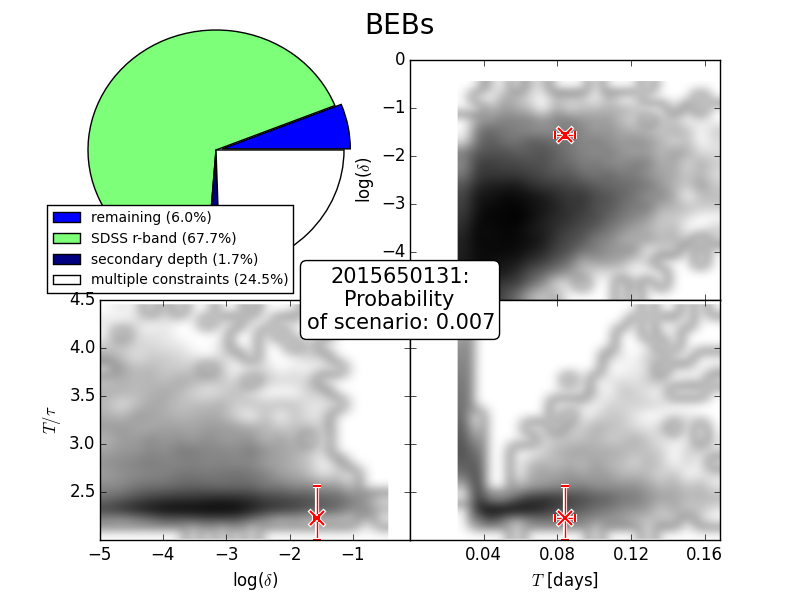 BEBs
0
−1
−2
−3
−4
log(δ)
remaining (6.0%)
SDSS r-band (67.7%)
secondary depth (1.7%)
multiple constraints (24.5%)
2015650131:
Probability
of scenario: 0.007
4.5
4.0
3.5
3.0
2.5
T/τ
−5 −4 −3 −2 −1
log(δ)
0.04 0.08 0.12 0.16
T [days]